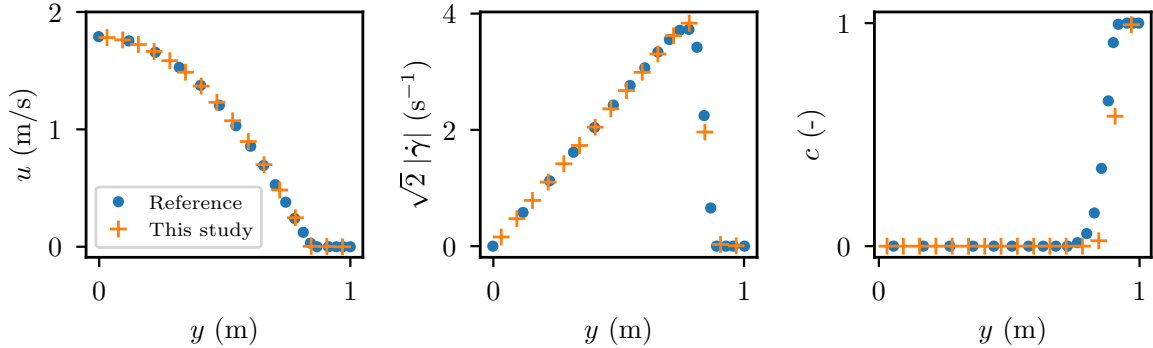 u (m/s)
2
1
0
Reference
This study
0
1
y (m)
√2 |γ̇| (s⁻¹)
4
2
0
0
1
y (m)
c (-)
1
0
0
1
y (m)